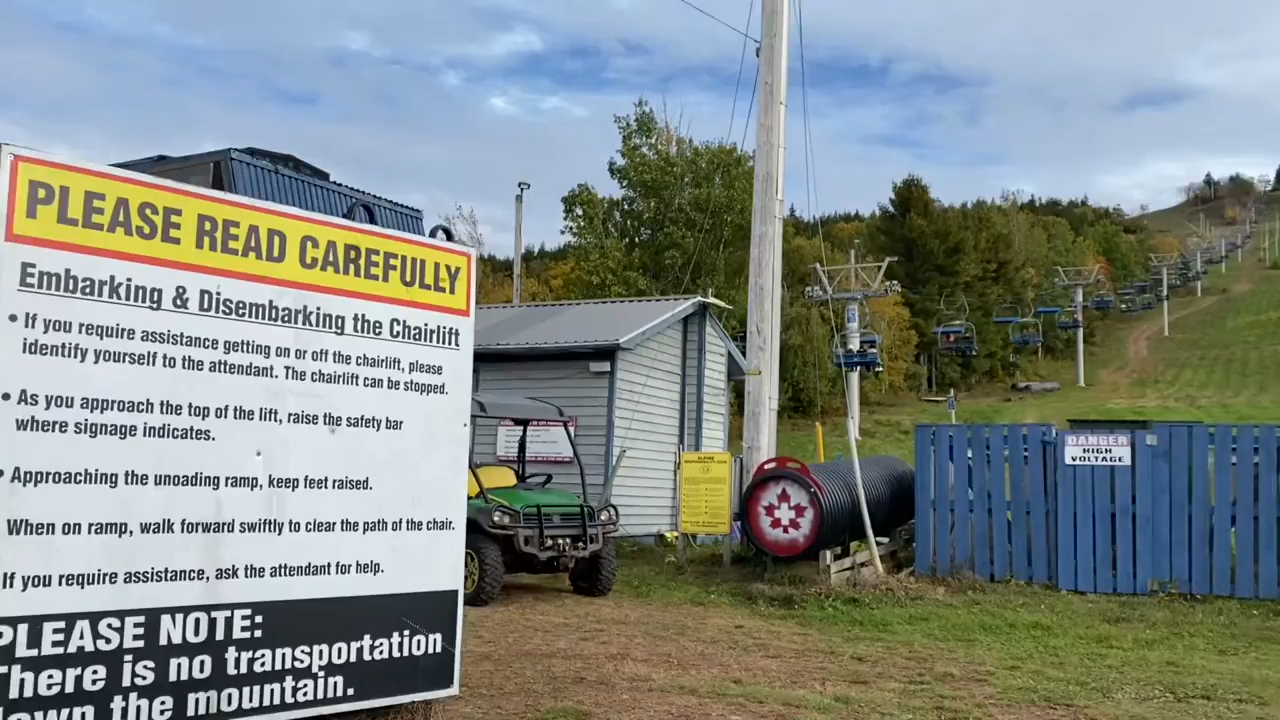 PLEASE READ CAREFULLY
Embarking & Disembarking the Chairlift
• If you require assistance getting on or off the chairlift, please
identify yourself to the attendant. The chairlift can be stopped.
• As you approach the top of the lift, raise the safety bar
where signage indicates.
• Approaching the unoading ramp, keep feet raised.
When on ramp, walk forward swiftly to clear the path of the chair.
If you require assistance, ask the attendant for help.
PLEASE NOTE:
There is no transportation
down the mountain.
ALPINE
RESPONSIBILITY CODE
DANGER
HIGH
VOLTAGE